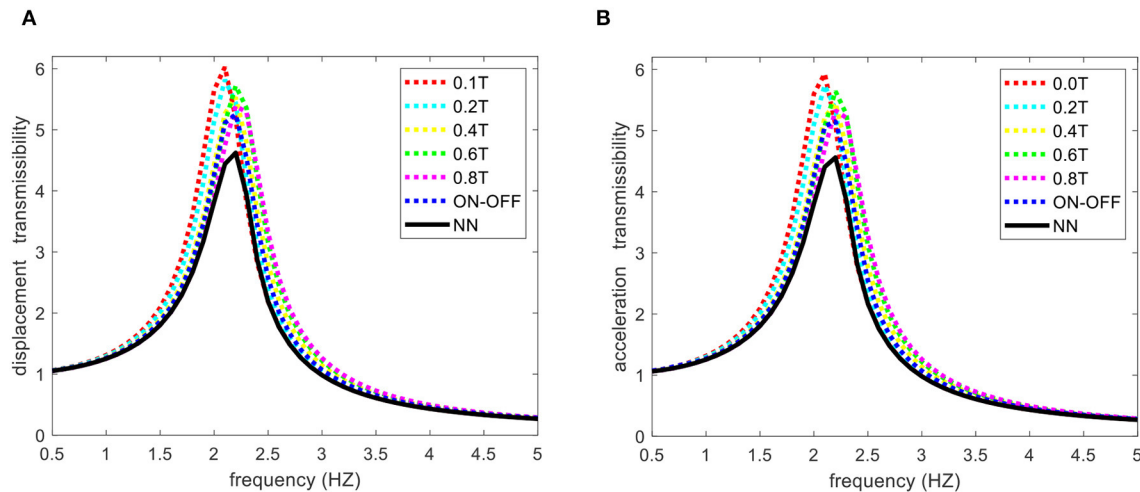 A
displacement transmissibility
6
5
4
3
2
1
0
0.5 1 1.5 2 2.5 3 3.5 4 4.5 5
frequency (HZ)
0.1T
0.2T
0.4T
0.6T
0.8T
ON-OFF
NN
B
acceleration transmissibility
6
5
4
3
2
1
0
0.5 1 1.5 2 2.5 3 3.5 4 4.5 5
frequency (HZ)
0.0T
0.2T
0.4T
0.6T
0.8T
ON-OFF
NN